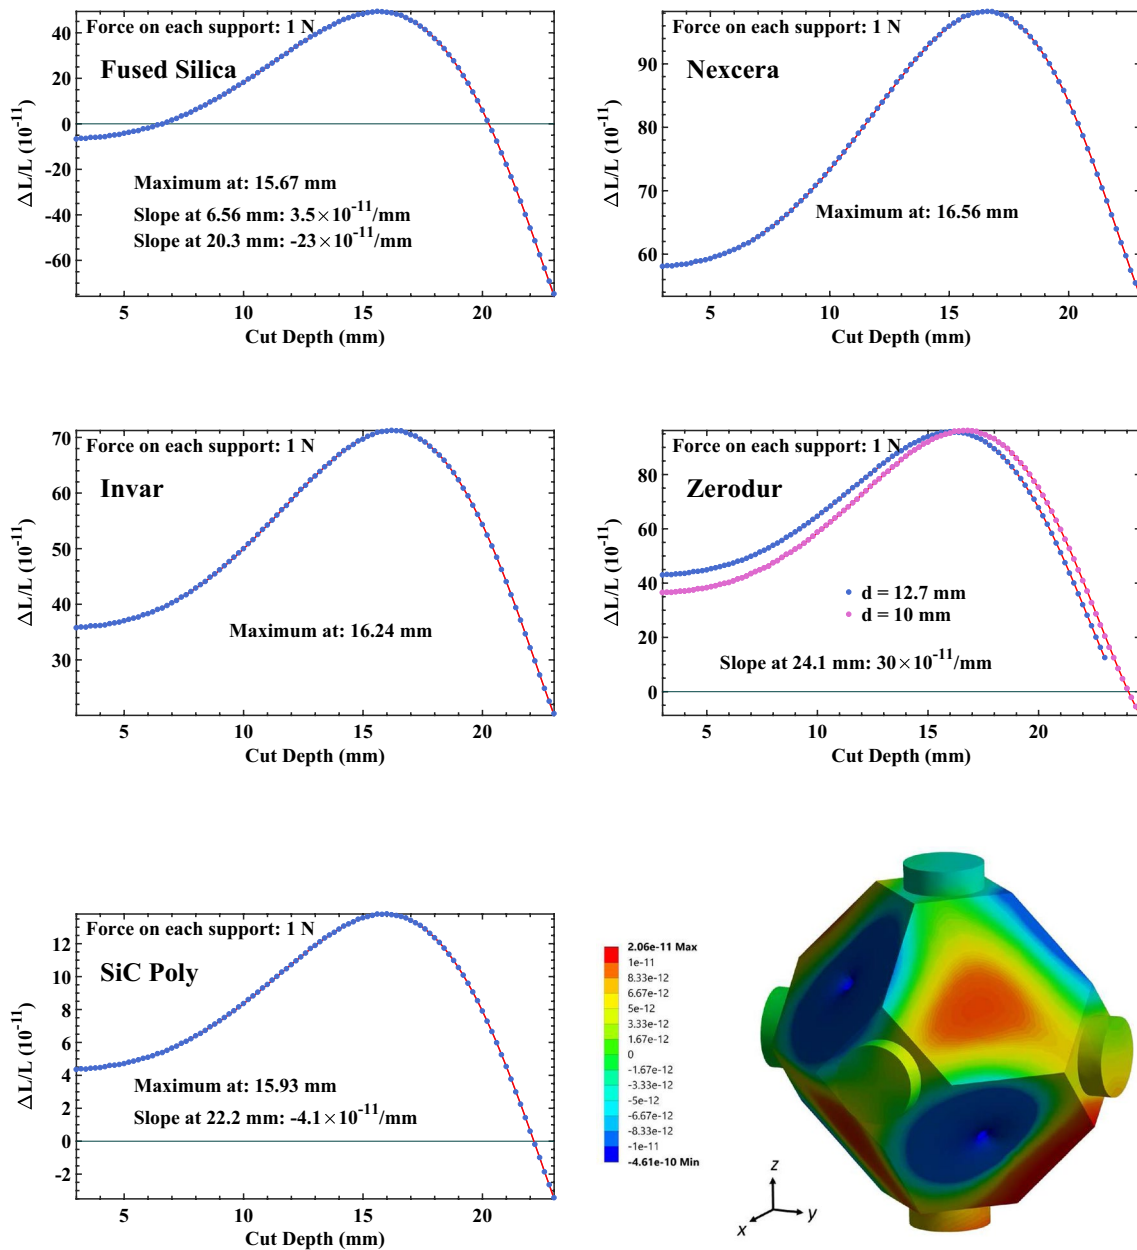 Force on each support: 1 N
Fused Silica
ΔL/L (10⁻¹¹)
40
20
0
-20
-40
-60
Maximum at: 15.67 mm
Slope at 6.56 mm: 3.5×10⁻¹¹/mm
Slope at 20.3 mm: -23×10⁻¹¹/mm
5 10 15 20
Cut Depth (mm)
Force on each support: 1 N
Nexcera
ΔL/L (10⁻¹¹)
90
80
70
60
Maximum at: 16.56 mm
5 10 15 20
Cut Depth (mm)
Force on each support: 1 N
Invar
ΔL/L (10⁻¹¹)
70
60
50
40
30
Maximum at: 16.24 mm
5 10 15 20
Cut Depth (mm)
Force on each support: 1 N
Zerodur
ΔL/L (10⁻¹¹)
80
60
40
20
0
d = 12.7 mm
d = 10 mm
Slope at 24.1 mm: 30×10⁻¹¹/mm
5 10 15 20
Cut Depth (mm)
Force on each support: 1 N
SiC Poly
ΔL/L (10⁻¹¹)
12
10
8
6
4
2
0
-2
Maximum at: 15.93 mm
Slope at 22.2 mm: -4.1×10⁻¹¹/mm
5 10 15 20
Cut Depth (mm)
2.06e-11 Max
1e-11
8.33e-12
6.67e-12
5e-12
3.33e-12
1.67e-12
0
-1.67e-12
-3.33e-12
-5e-12
-6.67e-12
-8.33e-12
-1e-11
-4.61e-10 Min
z
x
y